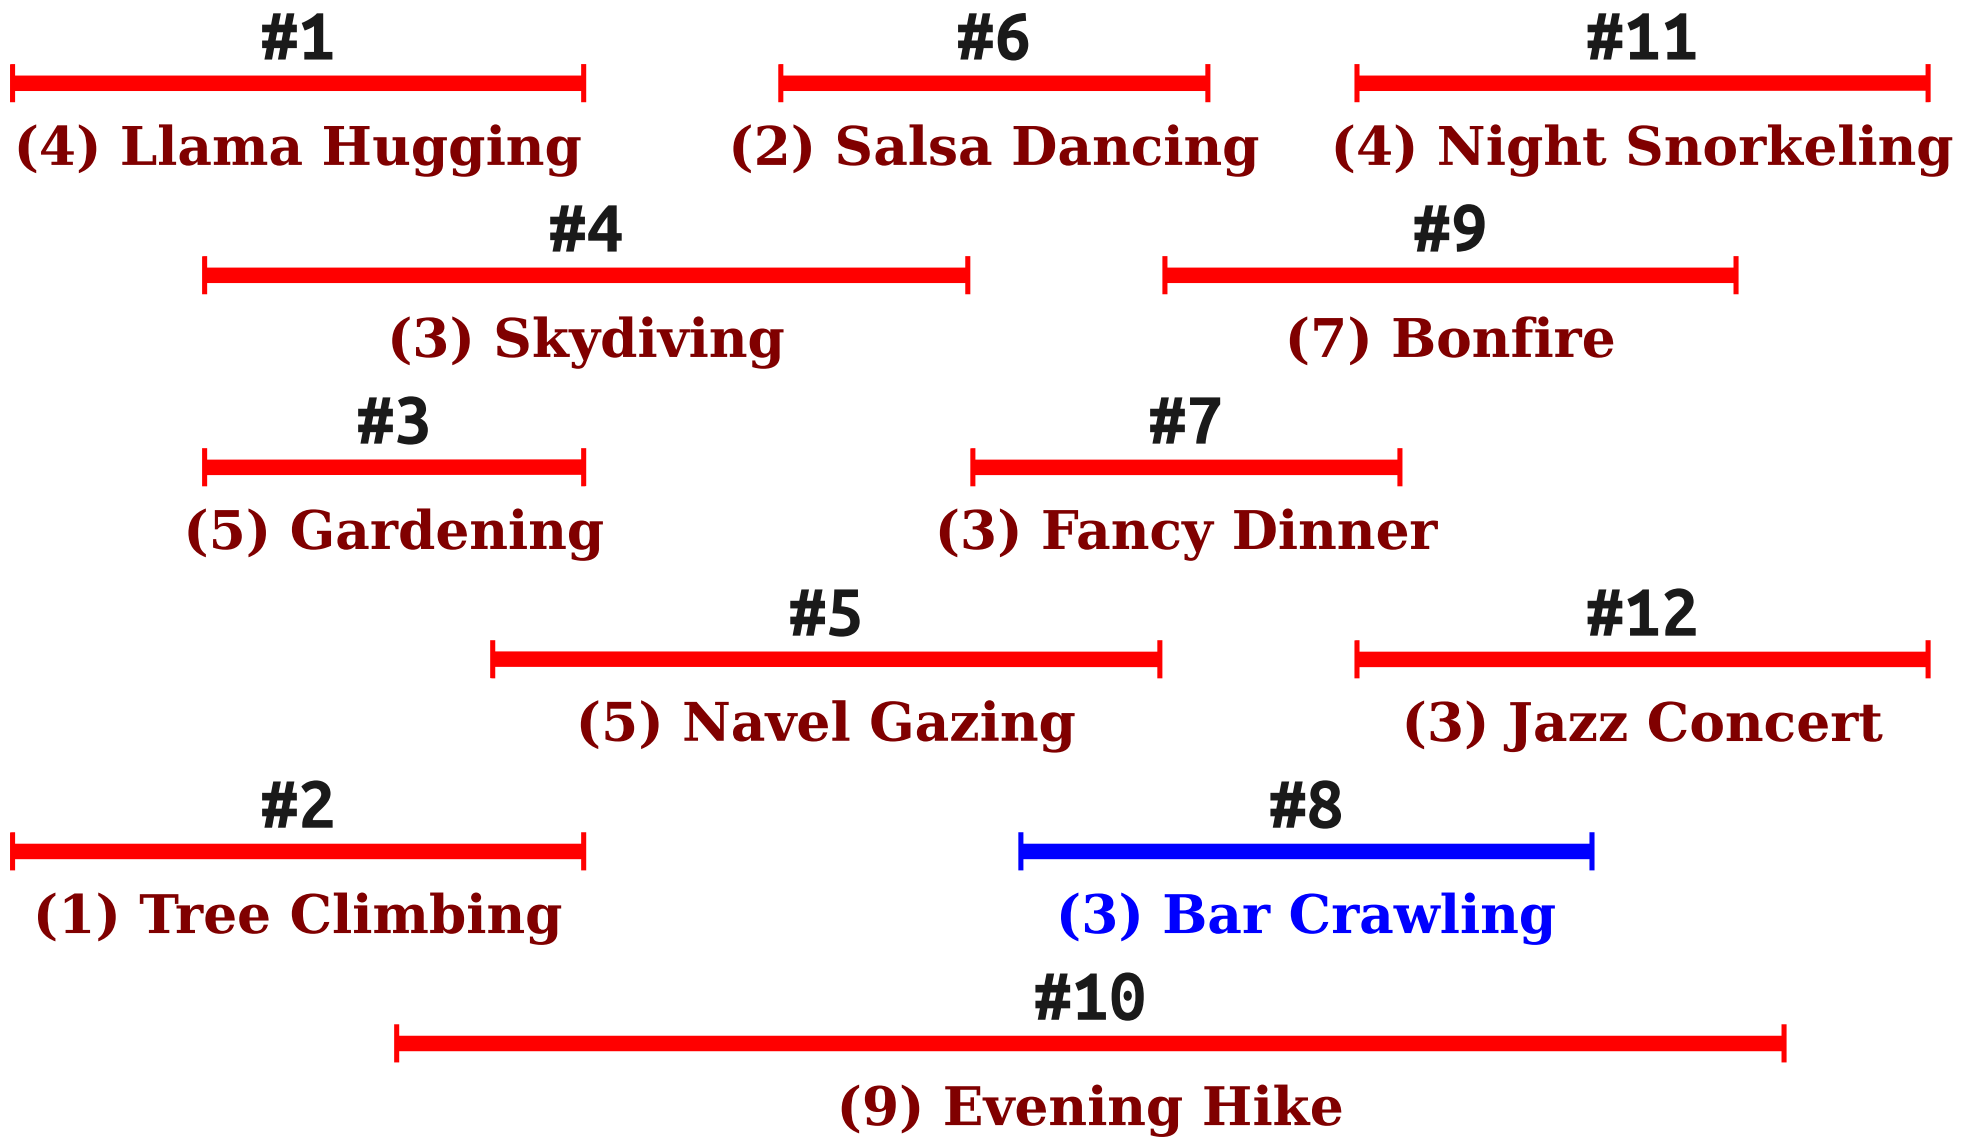 #1 #6 #11
(4) Llama Hugging (2) Salsa Dancing (4) Night Snorkeling
#4 #9
(3) Skydiving (7) Bonfire
#3 #7
(5) Gardening (3) Fancy Dinner
#5 #12
(5) Navel Gazing (3) Jazz Concert
#2 #8
(1) Tree Climbing (3) Bar Crawling
#10
(9) Evening Hike